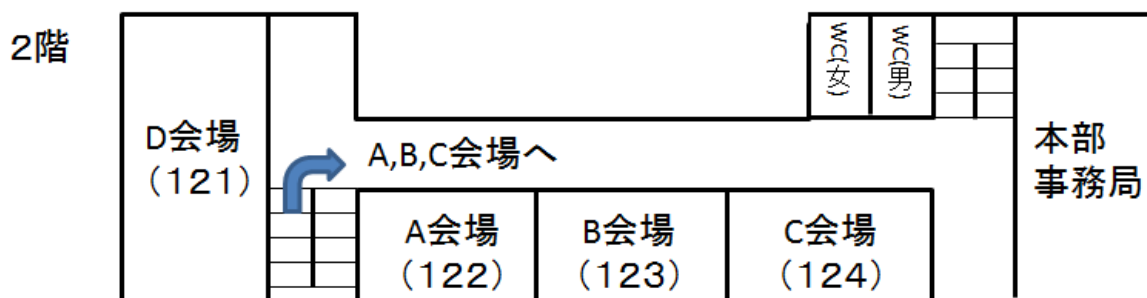 2階
WC(女)
WC(男)
D会場
(121)
A,B,C会場へ
本部
事務局
A会場
(122)
B会場
(123)
C会場
(124)